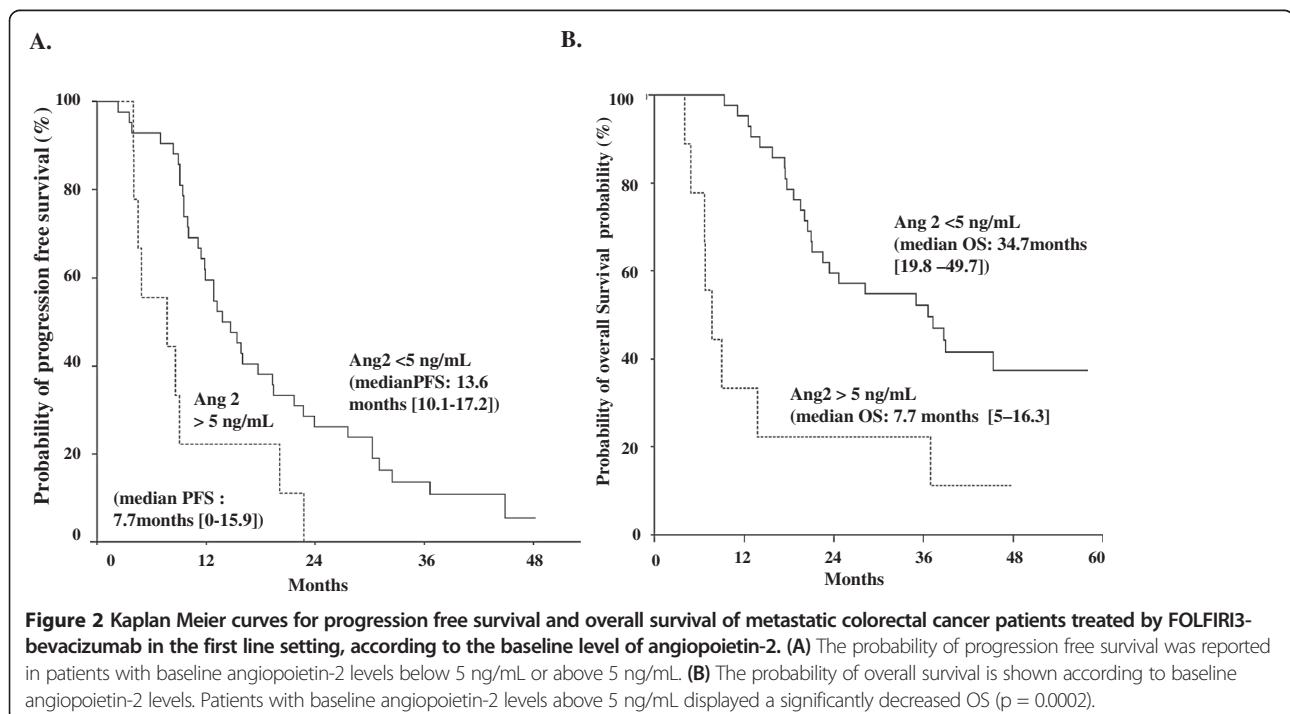 A.
Probability of progression free survival (%)
100
80
60
40
20
0
Ang2 <5 ng/mL
(medianPFS: 13.6
months [10.1-17.2])
Ang 2
> 5 ng/mL
(median PFS :
7.7months [0-15.9])
0 12 24 36 48
Months
B.
Probability of overall Survival probability (%)
100
80
60
40
20
0
Ang 2 <5 ng/mL
(median OS: 34.7months
[19.8 –49.7])
Ang2 > 5 ng/mL
(median OS: 7.7 months [5–16.3]
0 12 24 36 48 60
Months
Figure 2 Kaplan Meier curves for progression free survival and overall survival of metastatic colorectal cancer patients treated by FOLFIRI3-
bevacizumab in the first line setting, according to the baseline level of angiopoietin-2. (A) The probability of progression free survival was reported
in patients with baseline angiopoietin-2 levels below 5 ng/mL or above 5 ng/mL. (B) The probability of overall survival is shown according to baseline
angiopoietin-2 levels. Patients with baseline angiopoietin-2 levels above 5 ng/mL displayed a significantly decreased OS (p = 0.0002).